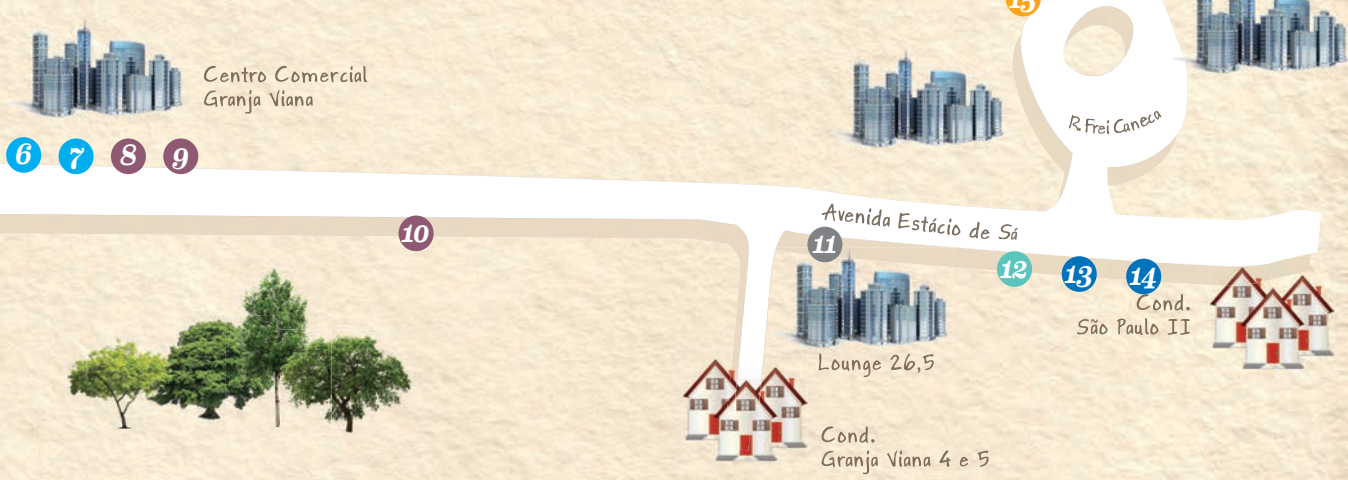 15
Centro Comercial
Granja Viana
R. Frei Caneca
6 7 8 9
10
Avenida Estácio de Sá
11
12 13 14
Cond.
São Paulo II
Lounge 26,5
Cond.
Granja Viana 4 e 5